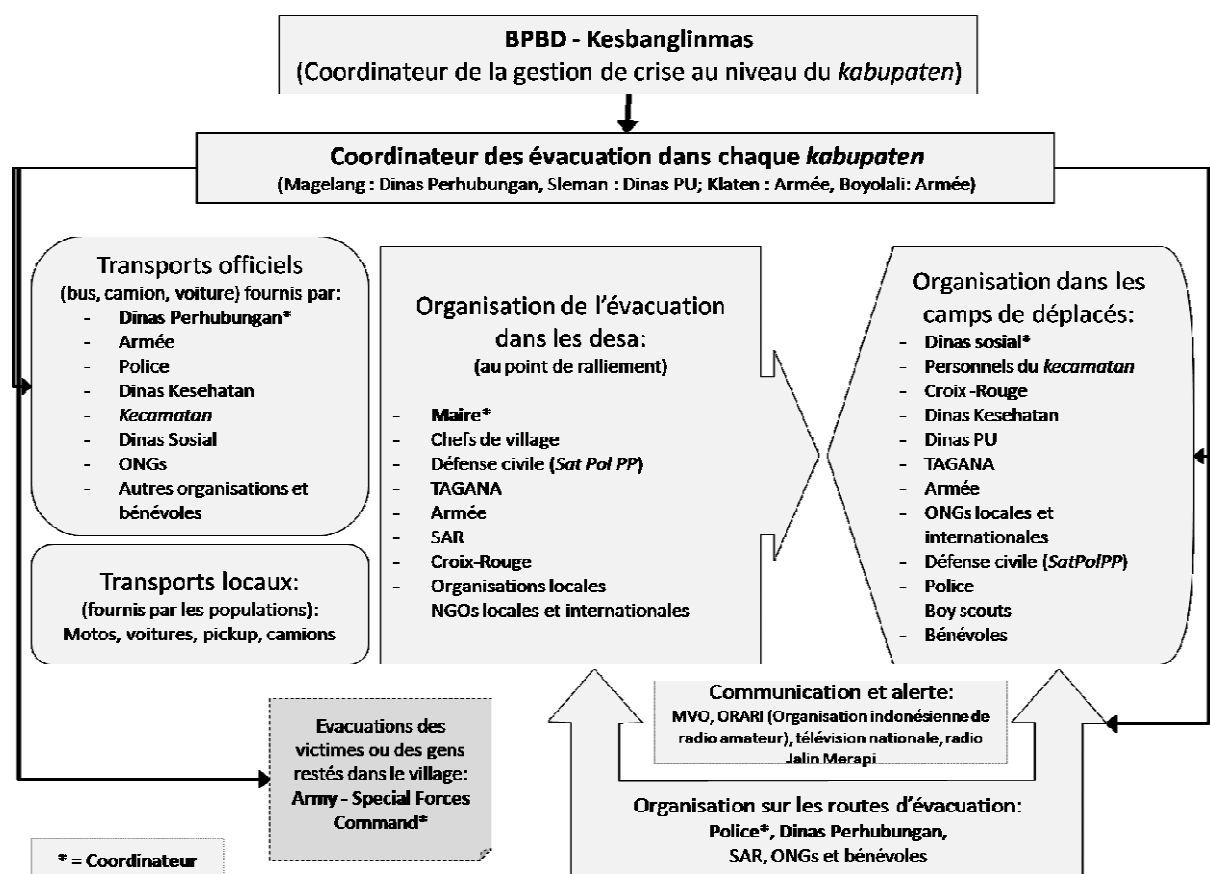 BPBD - Kesbanglinmas
(Coordinateur de la gestion de crise au niveau du kabupaten)
Coordinateur des évacuation dans chaque kabupaten
(Magelang : Dinas Perhubungan, Sleman : Dinas PU; Klaten : Armée, Boyolali: Armée)
Transports officiels
(bus, camion, voiture) fournis par:
- Dinas Perhubungan*
- Armée
- Police
- Dinas Kesehatan
- Kecamatan
- Dinas Sosial
- ONGs
- Autres organisations et
bénévoles
Transports locaux:
(fournis par les populations):
Motos, voitures, pickup, camions
Organisation de l'évacuation
dans les desa:
(au point de ralliement)
- Maire*
- Chefs de village
- Défense civile (Sat Pol PP)
- TAGANA
- Armée
- SAR
- Croix-Rouge
- Organisations locales
NGOs locales et internationales
Organisation dans les
camps de déplacés:
- Dinas sosial*
- Personnels du kecamatan
- Croix -Rouge
- Dinas Kesehatan
- Dinas PU
- TAGANA
- Armée
- ONGs locales et
internationales
- Défense civile (SatPolPP)
- Police
Boy scouts
- Bénévoles
Evacuations des
victimes ou des gens
restés dans le village:
Army - Special Forces
Command*
Communication et alerte:
MVO, ORARI (Organisation indonésienne de
radio amateur), télévision nationale, radio
Jalin Merapi
Organisation sur les routes d'évacuation:
Police*, Dinas Perhubungan,
SAR, ONGs et bénévoles
* = Coordinateur